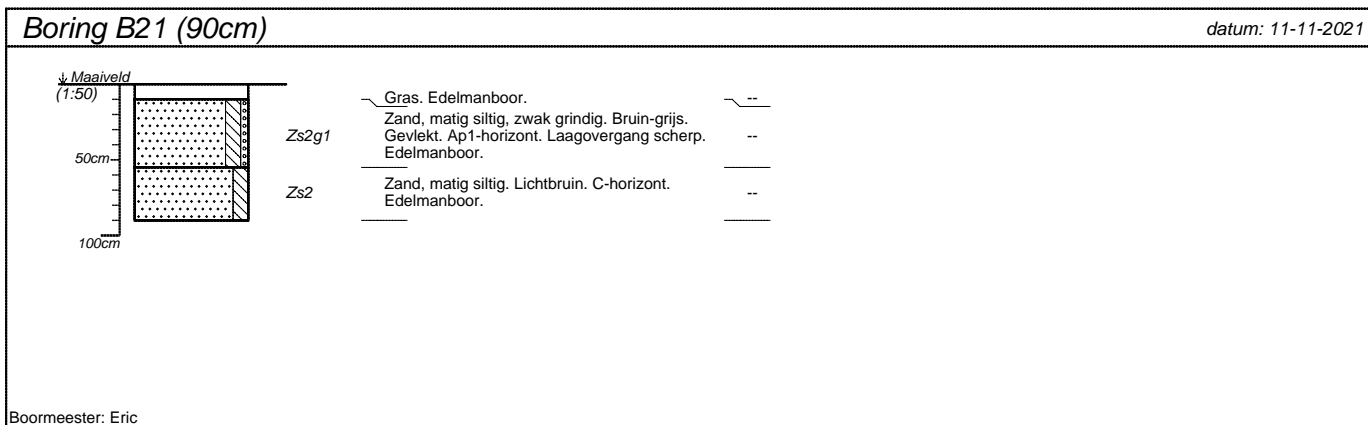 Boring B21 (90cm)
datum: 11-11-2021
Maaiveld
(1:50)
Gras. Edelmanboor.
--
Zs2g1
Zand, matig siltig, zwak grindig. Bruin-grijs.
Gevlekt. Ap1-horizont. Laagovergang scherp.
Edelmanboor.
--
50cm
Zs2
Zand, matig siltig. Lichtbruin. C-horizont.
Edelmanboor.
--
100cm
Boormeester: Eric